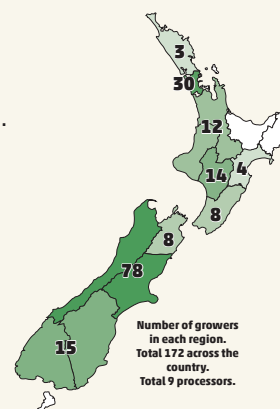 3
30
.
12
14
4
8
8
78
15
Number of growers
in each region.
Total 172 across the
country.
Total 9 processors.